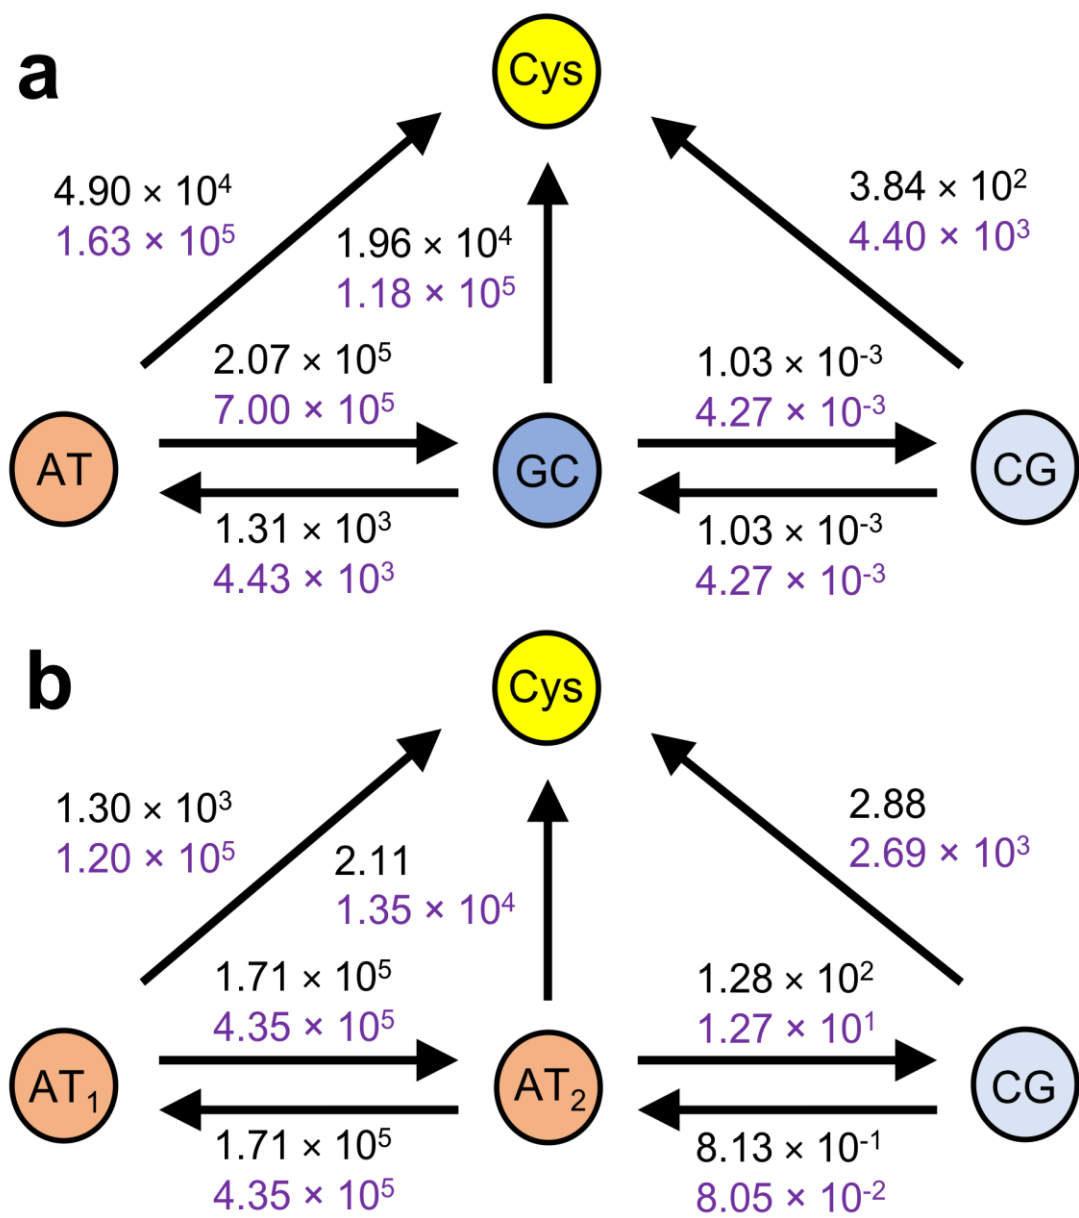 a
Cys
4.90 × 10⁴
1.63 × 10⁵
1.96 × 10⁴
1.18 × 10⁵
3.84 × 10²
4.40 × 10³
2.07 × 10⁵
7.00 × 10⁵
1.03 × 10⁻³
4.27 × 10⁻³
AT
GC
CG
1.31 × 10³
4.43 × 10³
1.03 × 10⁻³
4.27 × 10⁻³
b
Cys
1.30 × 10³
1.20 × 10⁵
2.11
1.35 × 10⁴
2.88
2.69 × 10³
1.71 × 10⁵
4.35 × 10⁵
1.28 × 10²
1.27 × 10¹
AT₁
AT₂
CG
1.71 × 10⁵
4.35 × 10⁵
8.13 × 10⁻¹
8.05 × 10⁻²